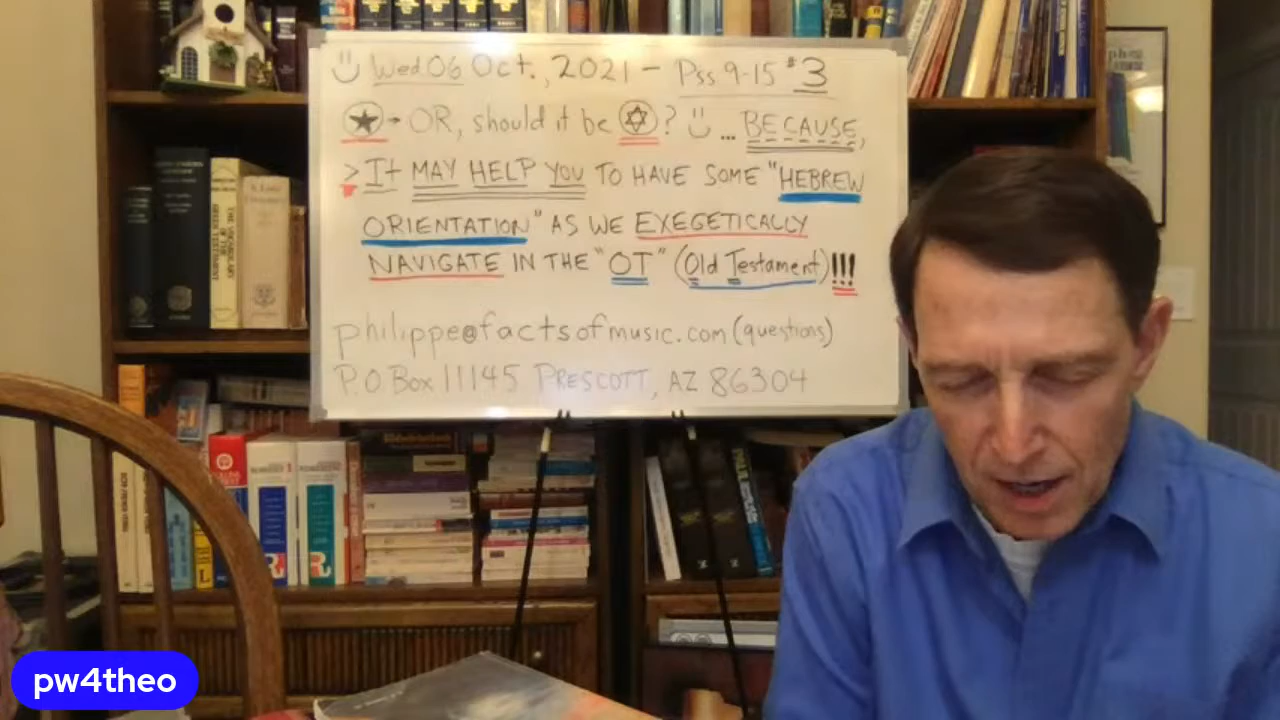 Wed 06 Oct., 2021 - Pss 9-15 #3
OR, should it be ? ... BECAUSE,
> It MAY HELP YOU TO HAVE SOME "HEBREW
ORIENTATION" AS WE EXEGETICALLY
NAVIGATE IN THE "OT" (Old Testament)!!!
philippe@factsofmusic.com (questions)
P.O Box 11145 PRESCOTT, AZ 86304
pw4theo